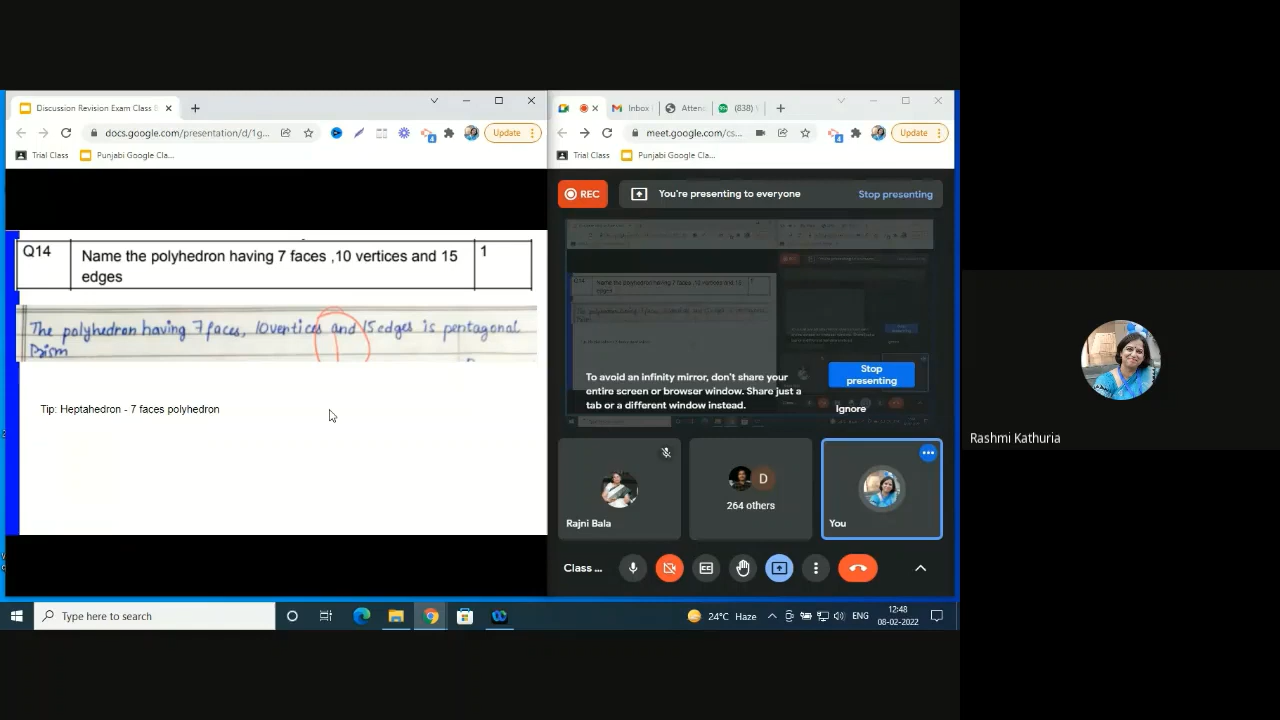 Discussion Revision Exam Class
docs.google.com/presentation/d/1g...
Update
Trial Class
Punjabi Google Cla...
Q14
Name the polyhedron having 7 faces ,10 vertices and 15
edges
1
The polyhedron having 7 faces, 10 vertices and 15 edges is pentagonal
Prism
Tip: Heptahedron - 7 faces polyhedron
Inbox
Atten
(838)
meet.google.com/cs...
Update
Trial Class
Punjabi Google Cla...
REC
You're presenting to everyone
Stop presenting
To avoid an infinity mirror, don't share your
entire screen or browser window. Share just a
tab or a different window instead.
Stop
presenting
Ignore
Rajni Bala
D
264 others
You
Class ...
Type here to search
24°C Haze
ENG
12:48
08-02-2022
Rashmi Kathuria